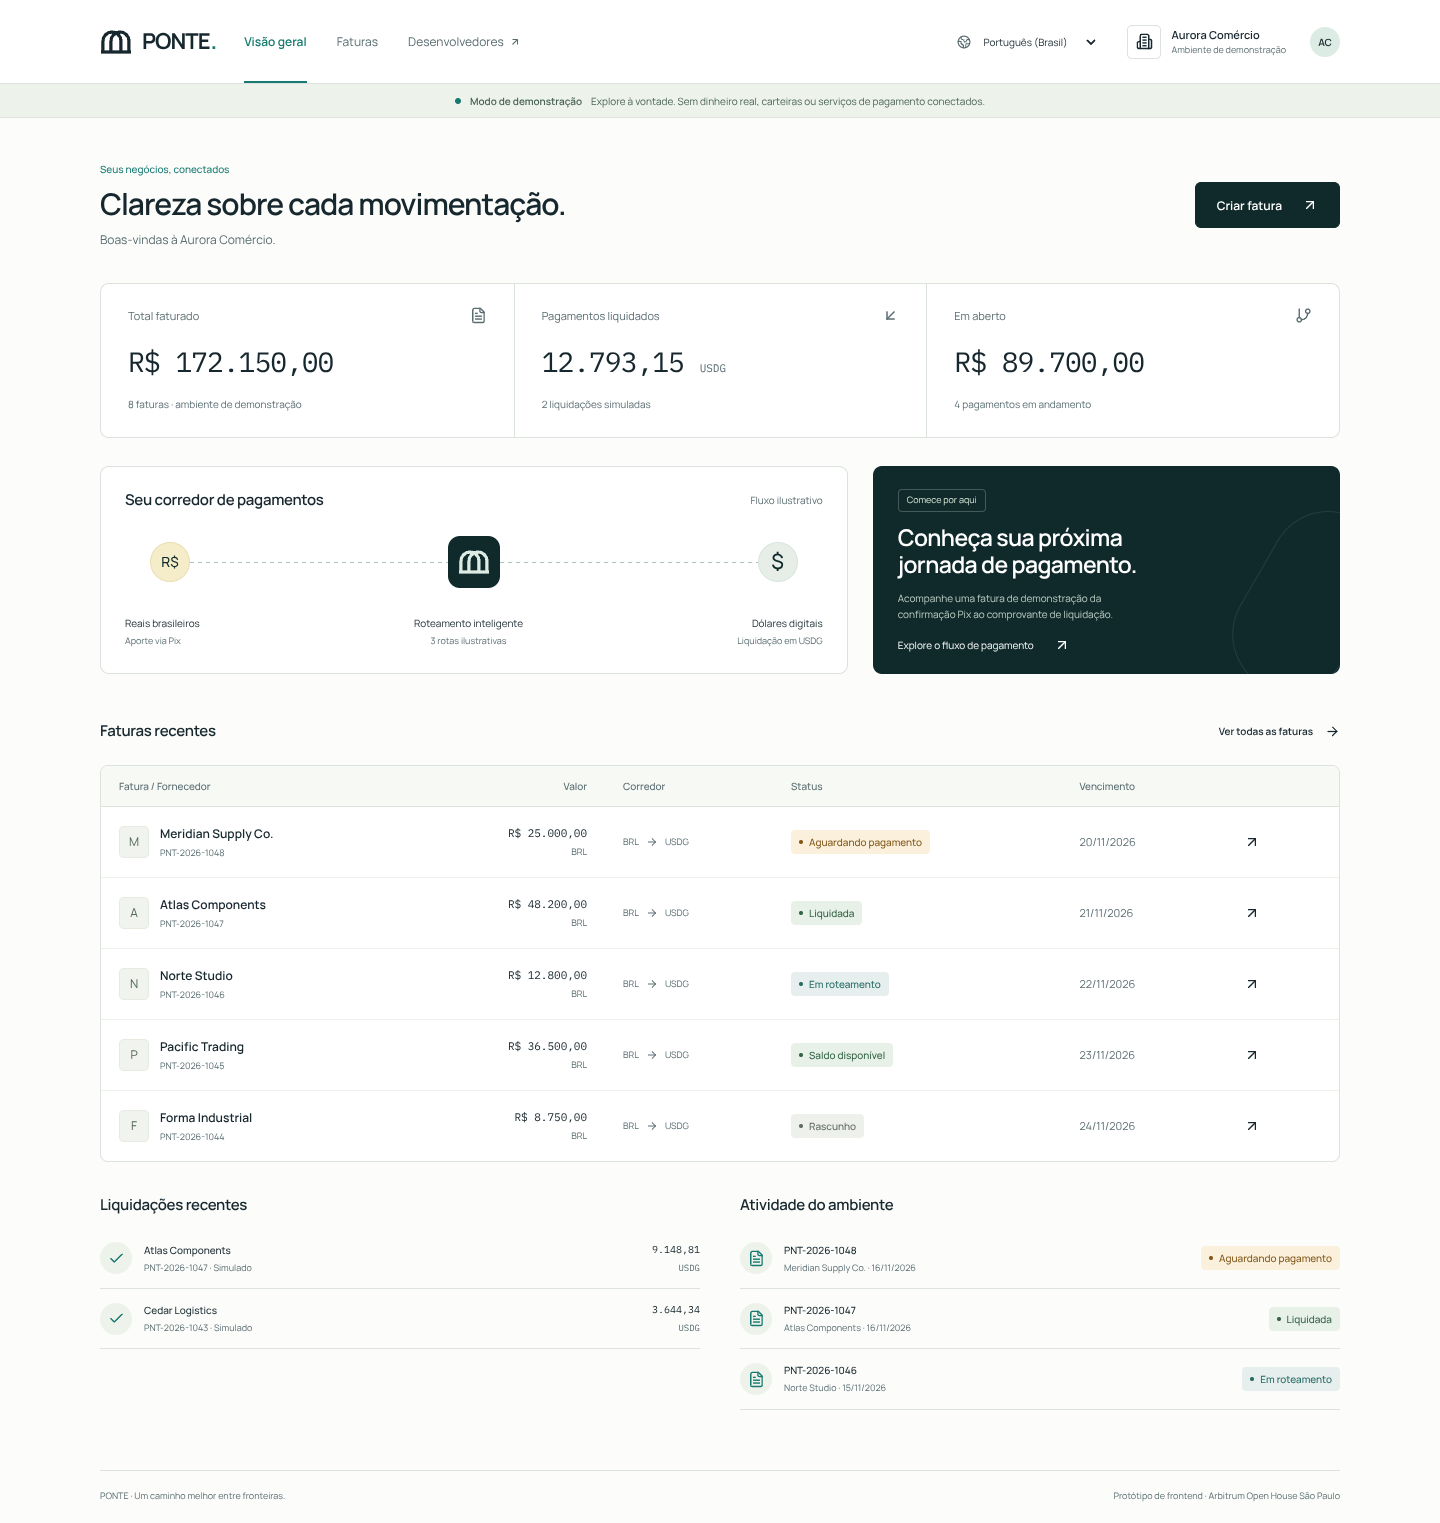 PONTE.
Visão geral
Faturas
Desenvolvedores
Português (Brasil)
Aurora Comércio
Ambiente de demonstração
AC
Modo de demonstração Explore à vontade. Sem dinheiro real, carteiras ou serviços de pagamento conectados.
Seus negócios, conectados
Clareza sobre cada movimentação.
Boas-vindas à Aurora Comércio.
Criar fatura
Total faturado
R$ 172.150,00
8 faturas · ambiente de demonstração
Pagamentos liquidados
12.793,15 USDG
2 liquidações simuladas
Em aberto
R$ 89.700,00
4 pagamentos em andamento
Seu corredor de pagamentos
Fluxo ilustrativo
R$
$
Reais brasileiros
Aporte via Pix
Roteamento inteligente
3 rotas ilustrativas
Dólares digitais
Liquidação em USDG
Comece por aqui
Conheça sua próxima
jornada de pagamento.
Acompanhe uma fatura de demonstração da
confirmação Pix ao comprovante de liquidação.
Explore o fluxo de pagamento
Faturas recentes
Ver todas as faturas
Fatura / Fornecedor Valor Corredor Status Vencimento
M Meridian Supply Co. R$ 25.000,00 BRL → USDG Aguardando pagamento 20/11/2026
PNT-2026-1048 BRL
A Atlas Components R$ 48.200,00 BRL → USDG Liquidada 21/11/2026
PNT-2026-1047 BRL
N Norte Studio R$ 12.800,00 BRL → USDG Em roteamento 22/11/2026
PNT-2026-1046 BRL
P Pacific Trading R$ 36.500,00 BRL → USDG Saldo disponível 23/11/2026
PNT-2026-1045 BRL
F Forma Industrial R$ 8.750,00 BRL → USDG Rascunho 24/11/2026
PNT-2026-1044 BRL
Liquidações recentes
Atlas Components 9.148,81
PNT-2026-1047 · Simulado USDG
Cedar Logistics 3.644,34
PNT-2026-1043 · Simulado USDG
Atividade do ambiente
PNT-2026-1048 Aguardando pagamento
Meridian Supply Co. · 16/11/2026
PNT-2026-1047 Liquidada
Atlas Components · 16/11/2026
PNT-2026-1046 Em roteamento
Norte Studio · 15/11/2026
PONTE · Um caminho melhor entre fronteiras.
Protótipo de frontend · Arbitrum Open House São Paulo